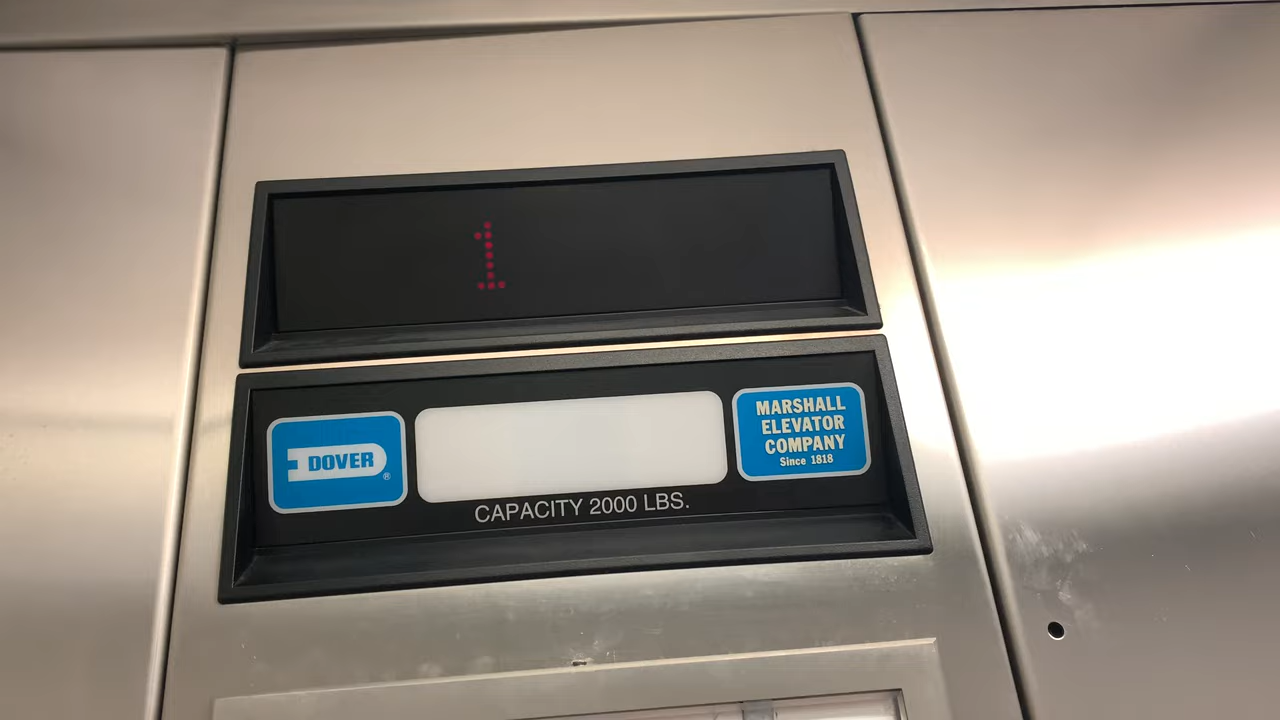 1
DOVER
®
MARSHALL
ELEVATOR
COMPANY
Since 1818
CAPACITY 2000 LBS.